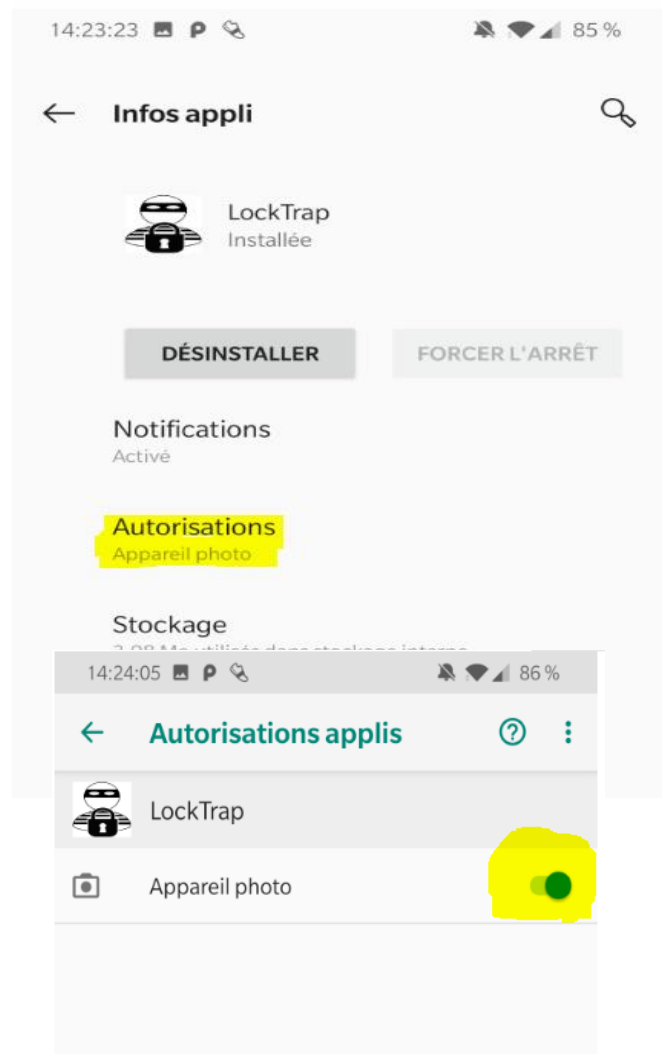 14:23:23 P 85 %
Infos appli
LockTrap
Installée
DÉSINSTALLER FORCER L'ARRÊT
Notifications
Activé
Autorisations
Appareil photo
Stockage
14:24:05 P 86 %
Autorisations applis
LockTrap
Appareil photo